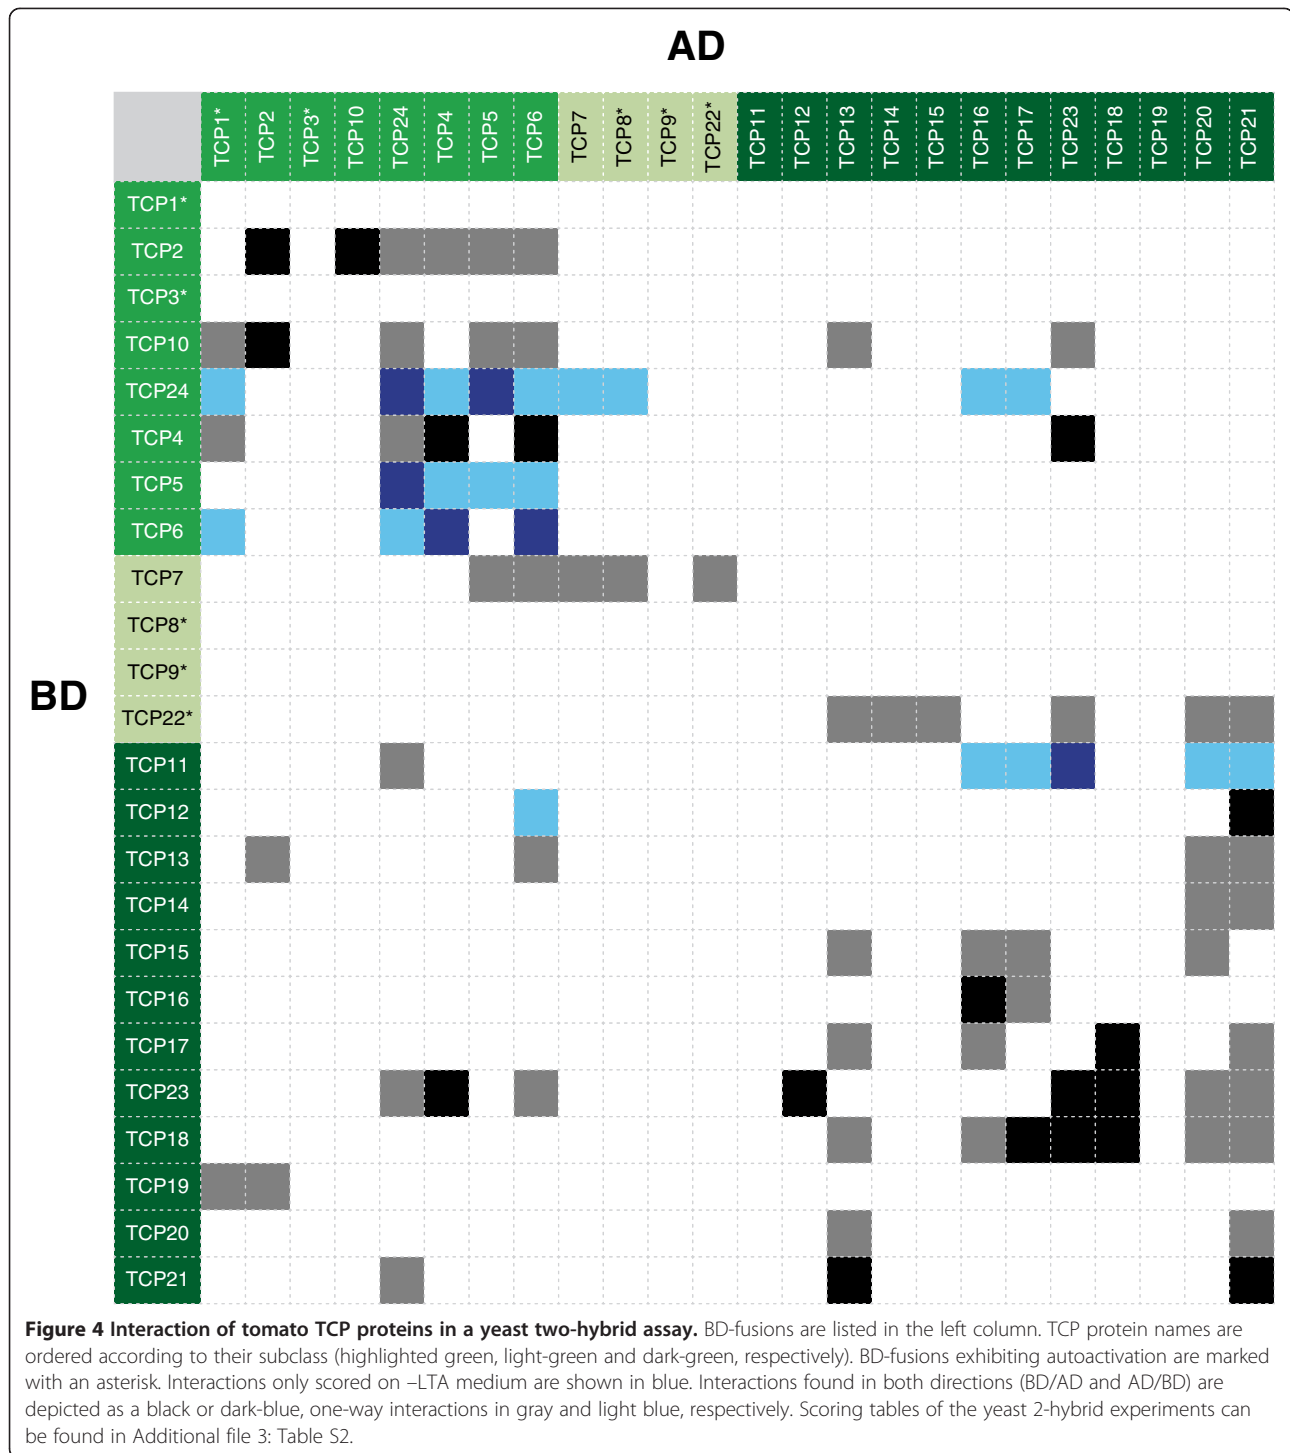 AD
TCP1* TCP2 TCP3* TCP10 TCP24 TCP4 TCP5 TCP6 TCP7 TCP8* TCP9* TCP22* TCP11 TCP12 TCP13 TCP14 TCP15 TCP16 TCP17 TCP23 TCP18 TCP19 TCP20 TCP21
BD
TCP1*
TCP2
TCP3*
TCP10
TCP24
TCP4
TCP5
TCP6
TCP7
TCP8*
TCP9*
TCP22*
TCP11
TCP12
TCP13
TCP14
TCP15
TCP16
TCP17
TCP23
TCP18
TCP19
TCP20
TCP21
Figure 4 Interaction of tomato TCP proteins in a yeast two-hybrid assay. BD-fusions are listed in the left column. TCP protein names are
ordered according to their subclass (highlighted green, light-green and dark-green, respectively). BD-fusions exhibiting autoactivation are marked
with an asterisk. Interactions only scored on –LTA medium are shown in blue. Interactions found in both directions (BD/AD and AD/BD) are
depicted as a black or dark-blue, one-way interactions in gray and light blue, respectively. Scoring tables of the yeast 2-hybrid experiments can
be found in Additional file 3: Table S2.